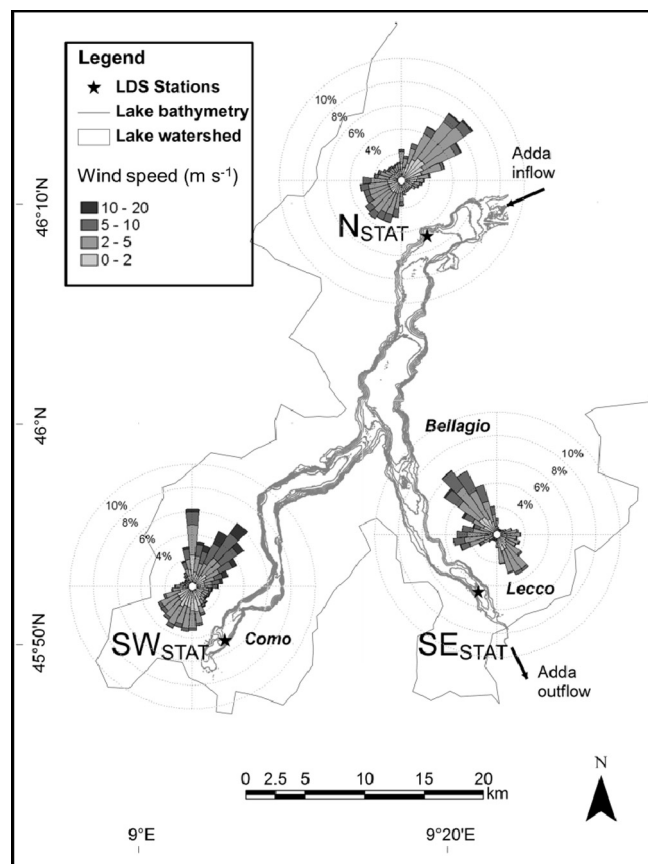 Legend
LDS Stations
Lake bathymetry
Lake watershed
Wind speed (m s-1)
10 - 20
5 - 10
2 - 5
0 - 2
10%
8%
6%
4%
Adda
inflow
NSTAT
46°10'N
46°N
Bellagio
10%
8%
6%
4%
10%
8%
6%
4%
Lecco
Como
SWSTAT
SESTAT
45°50'N
Adda
outflow
N
0 2.5 5 10 15 20
km
9°E
9°20'E